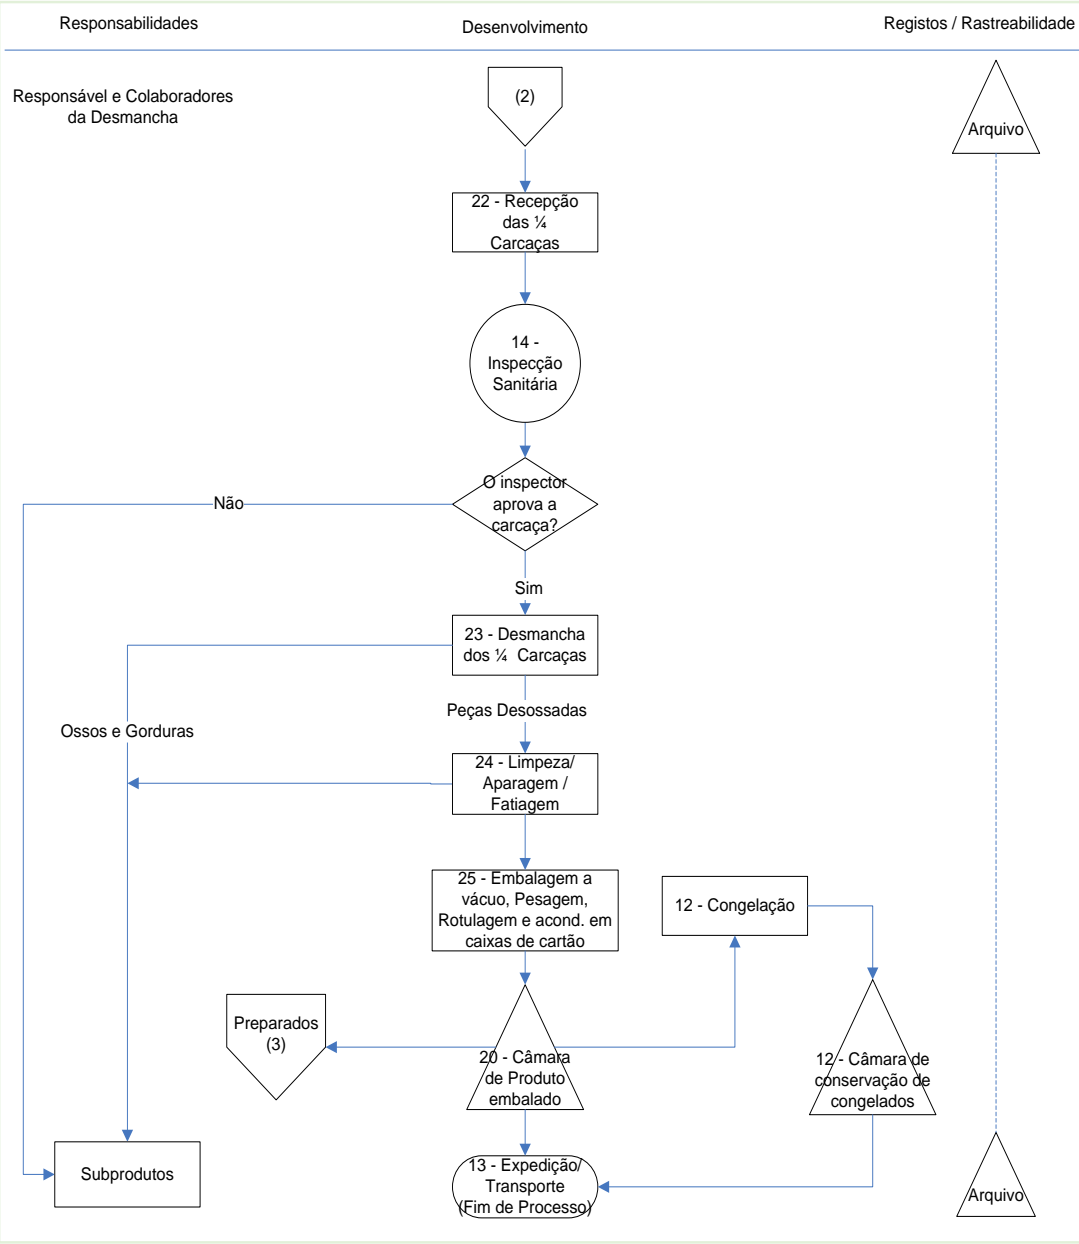 Responsabilidades
Desenvolvimento
Registos / Rastreabilidade
Responsável e Colaboradores
da Desmancha
(2)
Arquivo
22 - Recepção
das ¼
Carcaças
14 -
Inspecção
Sanitária
O inspector
aprova a
carcaça?
Não
Sim
23 - Desmancha
dos ¼ Carcaças
Peças Desossadas
Ossos e Gorduras
24 - Limpeza/
Aparagem /
Fatiagem
25 - Embalagem a
vácuo, Pesagem,
Rotulagem e acond. em
caixas de cartão
12 - Congelação
Preparados
(3)
20 - Câmara
de Produto
embalado
12 - Câmara de
conservação de
congelados
Subprodutos
13 - Expedição/
Transporte
(Fim de Processo)
Arquivo